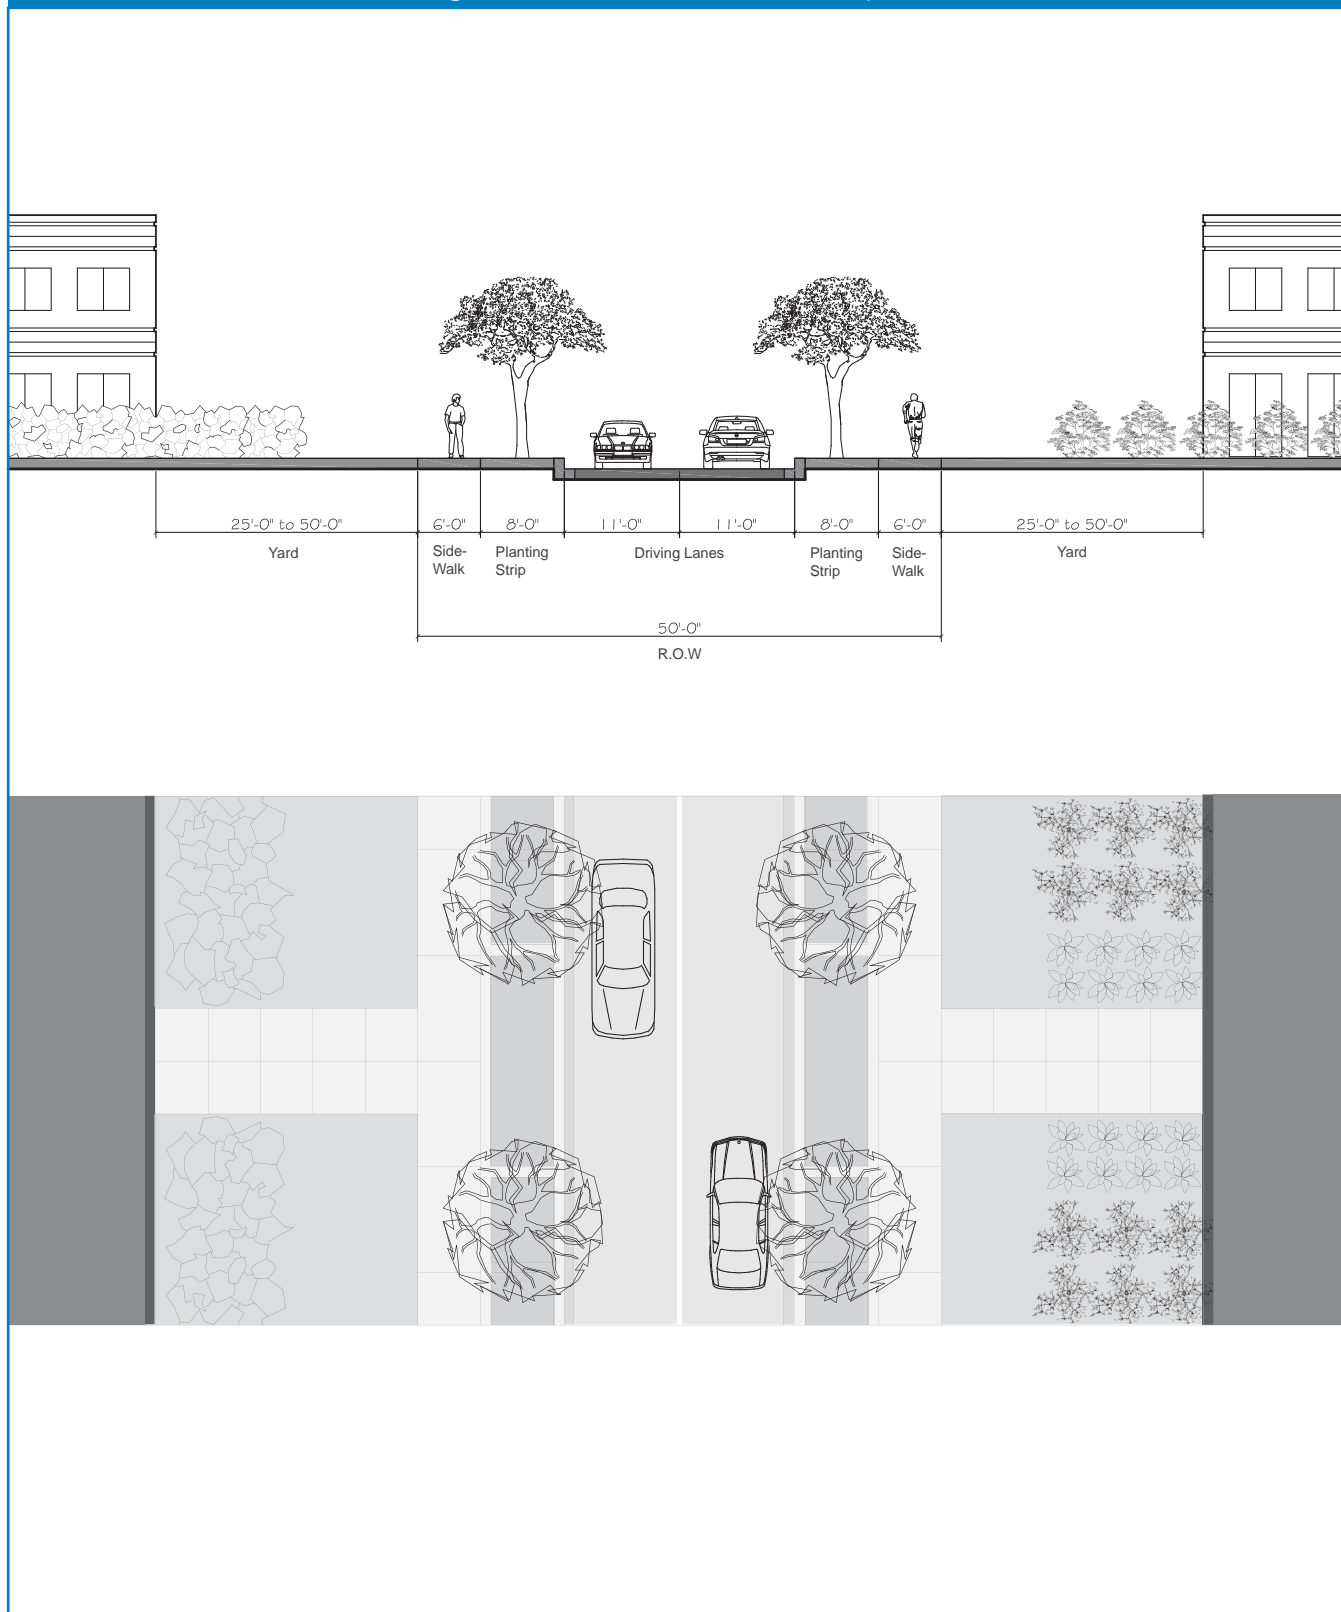 25'-0" to 50'-0" 6'-0" 8'-0" 11'-0" 11'-0" 8'-0" 6'-0" 25'-0" to 50'-0"
Yard Side- Planting Driving Lanes Planting Side- Yard
Walk Strip Strip Walk
50'-0"
R.O.W